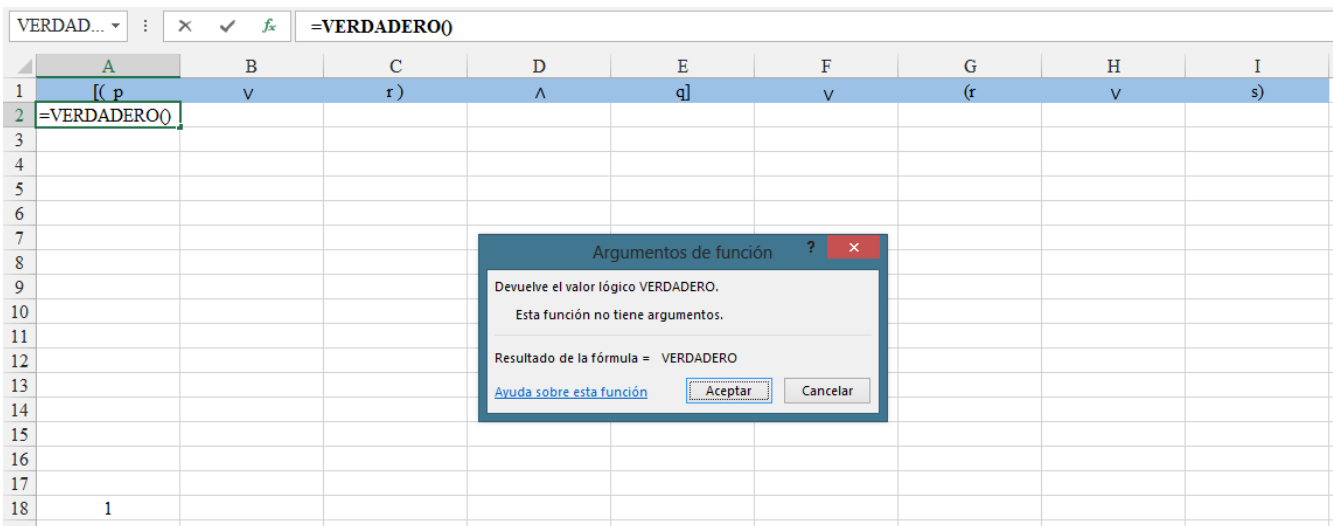 VERDAD... fx =VERDADERO()
A B C D E F G H I
1 [( p v r ) ʌ q] v (r v s)
2 =VERDADERO()
3
4
5
6
7
8
9
10
11
12
13
14
15
16
17
18 1
Argumentos de función ? ×
Devuelve el valor lógico VERDADERO.
Esta función no tiene argumentos.
Resultado de la fórmula = VERDADERO
Ayuda sobre esta función Aceptar Cancelar